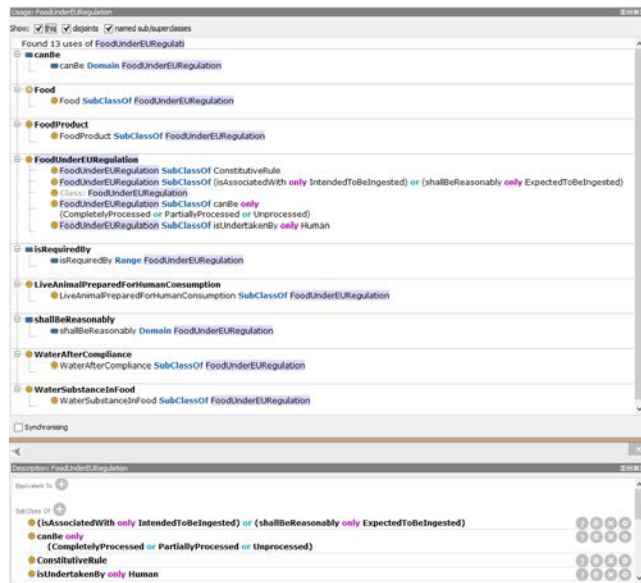 Usage: FoodUnderEURegulation
Show: this disjoints named sub/superclasses
Found 13 uses of FoodUnderEURegulati
canBe
canBe Domain FoodUnderEURegulation
Food
Food SubClassOf FoodUnderEURegulation
FoodProduct
FoodProduct SubClassOf FoodUnderEURegulation
FoodUnderEURegulation
FoodUnderEURegulation SubClassOf ConstitutiveRule
FoodUnderEURegulation SubClassOf (isAssociatedWith only IntendedToBeIngested) or (shallBeReasonably only ExpectedToBeIngested)
Class: FoodUnderEURegulation
FoodUnderEURegulation SubClassOf canBe only
(CompletelyProcessed or PartiallyProcessed or Unprocessed)
FoodUnderEURegulation SubClassOf isUndertakenBy only Human
isRequiredBy
isRequiredBy Range FoodUnderEURegulation
LiveAnimalPreparedForHumanConsumption
LiveAnimalPreparedForHumanConsumption SubClassOf FoodUnderEURegulation
shallBeReasonably
shallBeReasonably Domain FoodUnderEURegulation
WaterAfterCompliance
WaterAfterCompliance SubClassOf FoodUnderEURegulation
WaterSubstanceInFood
WaterSubstanceInFood SubClassOf FoodUnderEURegulation
Synchronising
Description: FoodUnderEURegulation
Equivalent To
SubClass Of
(isAssociatedWith only IntendedToBeIngested) or (shallBeReasonably only ExpectedToBeIngested)
canBe only
(CompletelyProcessed or PartiallyProcessed or Unprocessed)
ConstitutiveRule
isUndertakenBy only Human